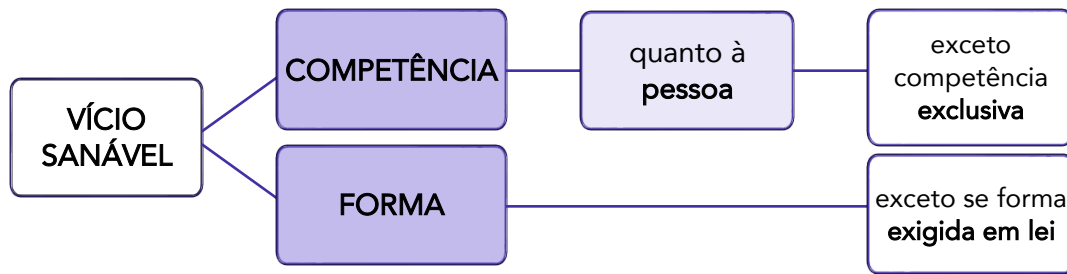 VÍCIO
SANÁVEL
COMPETÊNCIA
quanto à
pessoa
exceto
competência
exclusiva
FORMA
exceto se forma
exigida em lei